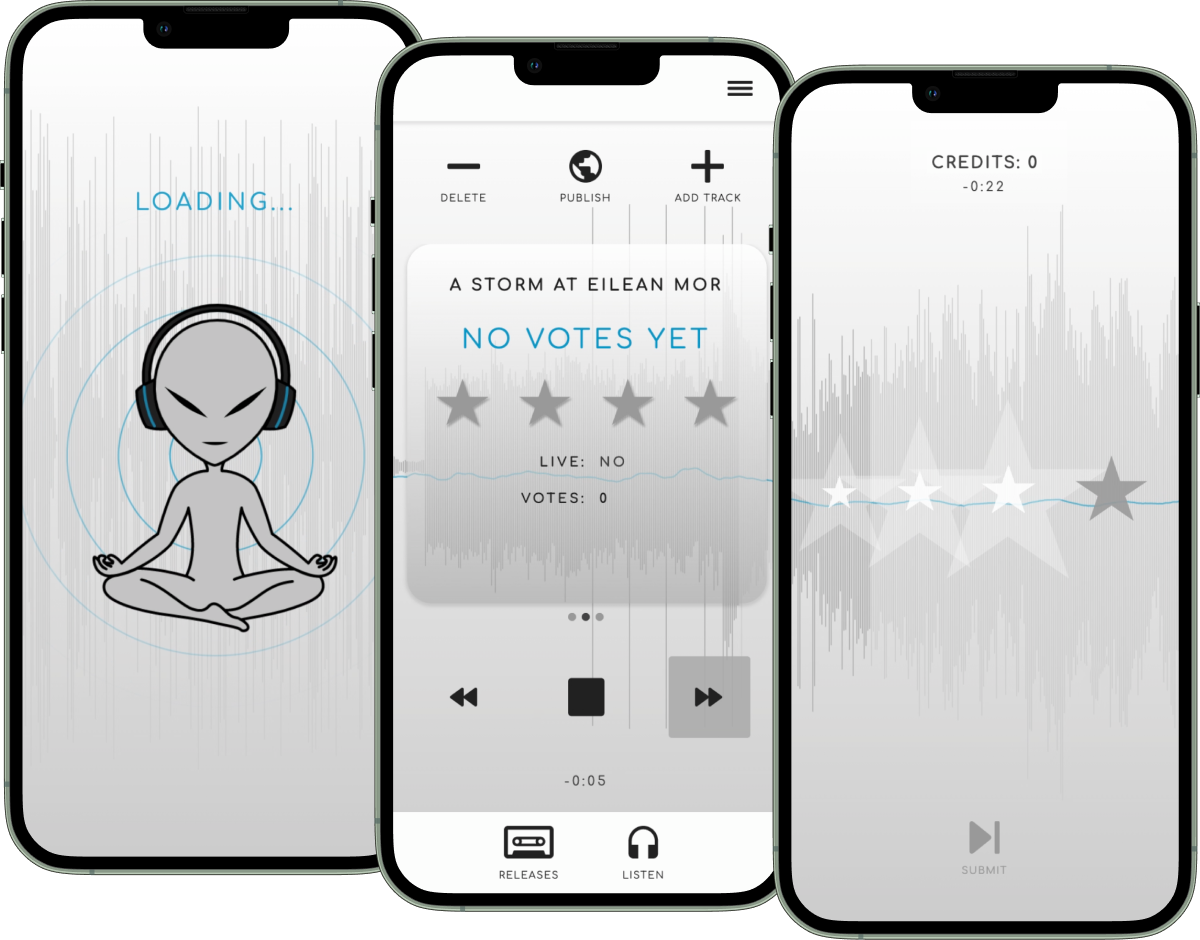 LOADING...
DELETE
PUBLISH
ADD TRACK
A STORM AT EILEAN MOR
NO VOTES YET
LIVE: NO
VOTES: 0
-0:05
RELEASES
LISTEN
CREDITS: 0
-0:22
SUBMIT